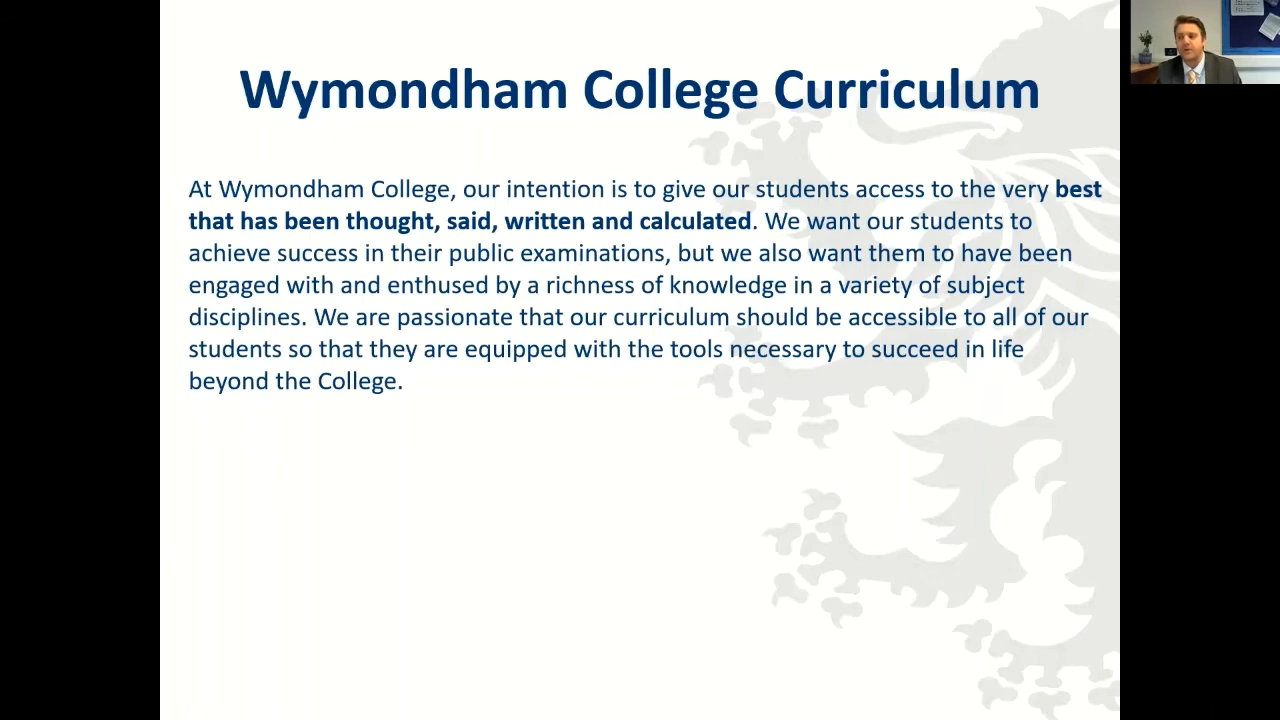 Wymondham College Curriculum
At Wymondham College, our intention is to give our students access to the very best
that has been thought, said, written and calculated. We want our students to
achieve success in their public examinations, but we also want them to have been
engaged with and enthused by a richness of knowledge in a variety of subject
disciplines. We are passionate that our curriculum should be accessible to all of our
students so that they are equipped with the tools necessary to succeed in life
beyond the College.